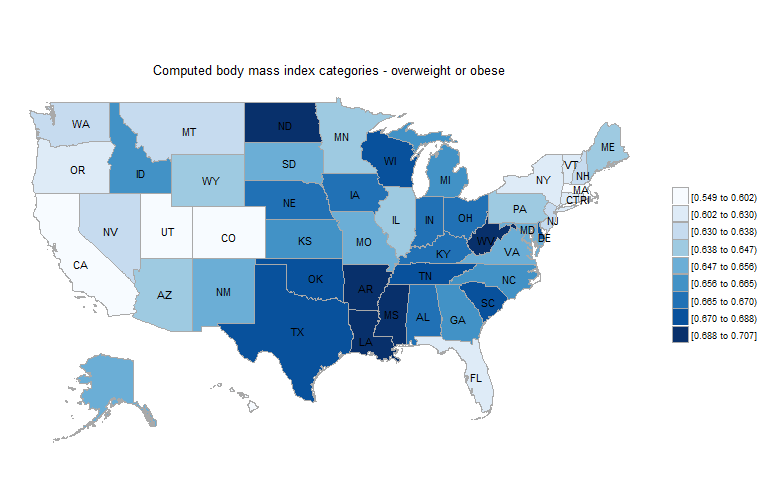 Computed body mass index categories - overweight or obese
WA
MT
ND
MN
ME
VT
NH
OR
ID
SD
WI
MI
NY
MA
CTRI
WY
IA
PA
NJ
NE
IL
IN
OH
MD
DE
NV
UT
CO
KS
MO
KY
WV
VA
CA
NC
TN
AZ
NM
OK
AR
SC
MS
AL
GA
TX
LA
FL
[0.549 to 0.602)
[0.602 to 0.630)
[0.630 to 0.638)
[0.638 to 0.647)
[0.647 to 0.656)
[0.656 to 0.665)
[0.665 to 0.670)
[0.670 to 0.688)
[0.688 to 0.707]